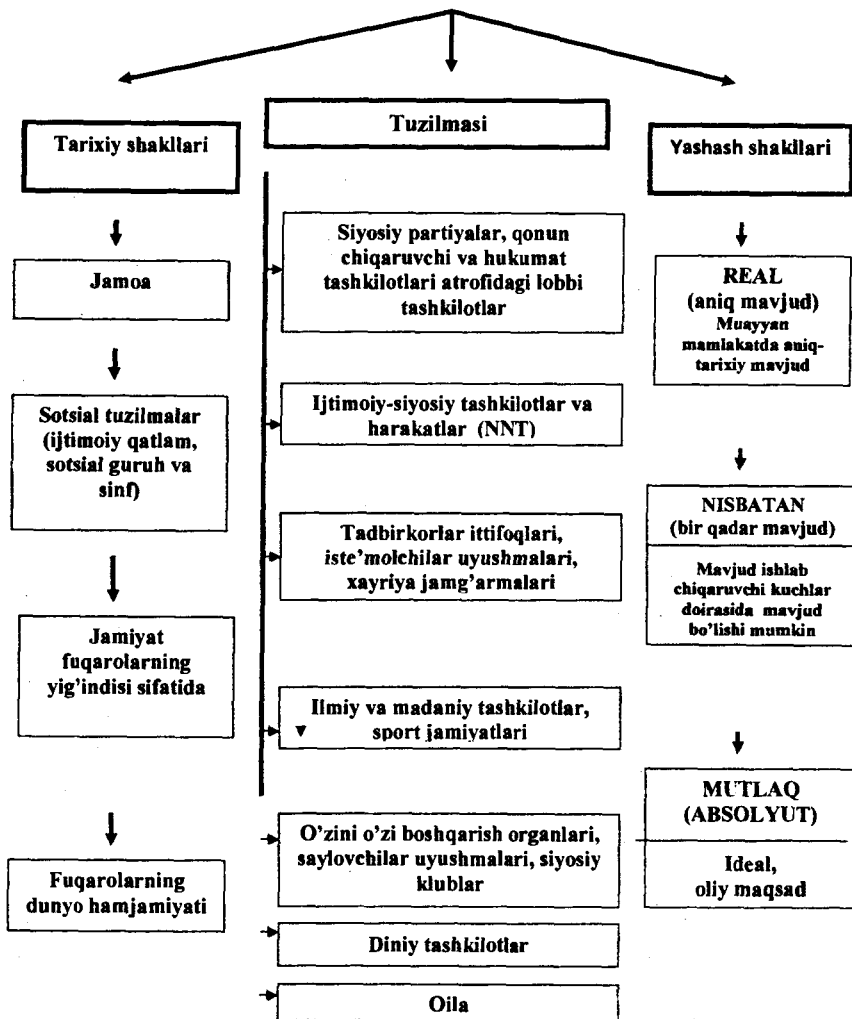 Tarixiy shakllari
Jamoa
Sotsial tuzilmalar
(ijtimoiy qatlam,
sotsial guruh va
sinf)
Jamiyat
fuqarolarning
yig'indisi sifatida
Fuqarolarning
dunyo hamjamiyati
Tuzilmasi
Siyosiy partiyalar, qonun
chiqaruvchi va hukumat
tashkilotlari atrofidagi lobbi
tashkilotlar
Ijtimoiy-siyosiy tashkilotlar va
harakatlar (NNT)
Tadbirkorlar ittifoqlari,
iste'molchilar uyushmalari,
xayriya jamg'armalari
Ilmiy va madaniy tashkilotlar,
sport jamiyatlari
O'zini o'zi boshqarish organlari,
saylovchilar uyushmalari, siyosiy
klublar
Diniy tashkilotlar
Oila
Yashash shakllari
REAL
(aniq mavjud)
Muayyan
mamlakatda aniq-
tarixiy mavjud
NISBATAN
(bir qadar mavjud)
Mavjud ishlab
chiqaruvchi kuchlar
doirasida mavjud
bo'lishi mumkin
MUTLAQ
(ABSOLYUT)
Ideal,
oliy maqsad